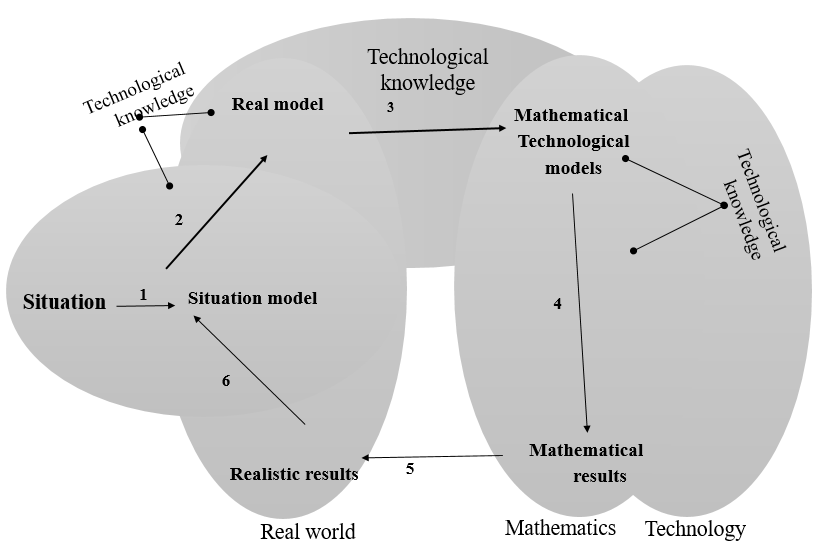 Technological
knowledge
Technological
knowledge
3
Real model
Mathematical
Technological
models
Technological
knowledge
2
Situation
1
Situation model
4
6
Mathematical
results
Realistic results
5
Real world
Mathematics
Technology